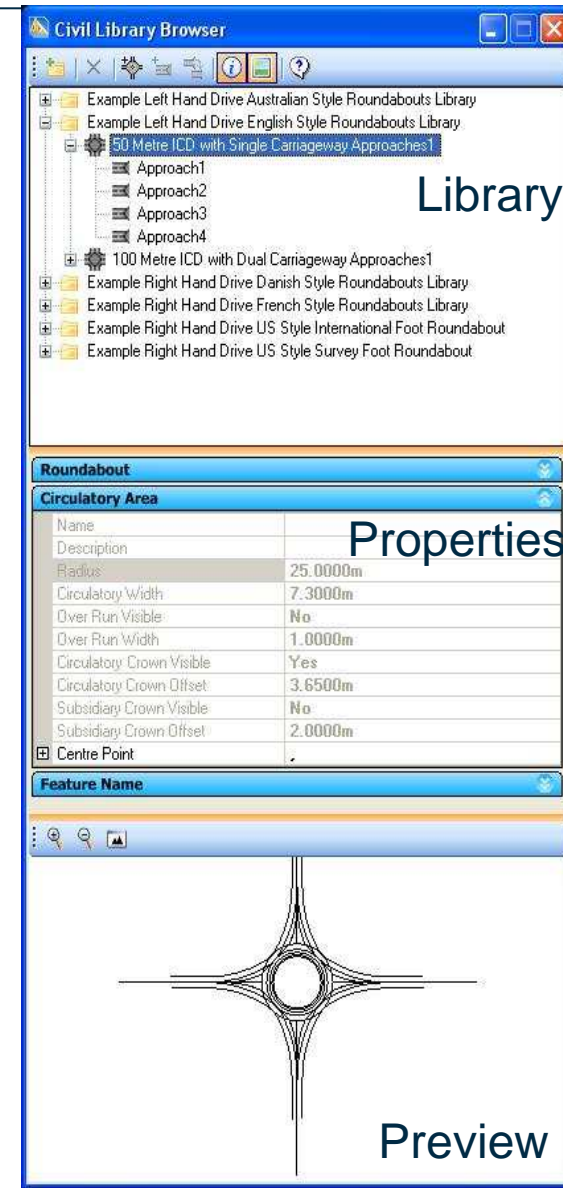 Civil Library Browser
Example Left Hand Drive Australian Style Roundabouts Library
Example Left Hand Drive English Style Roundabouts Library
50 Metre ICD with Single Carriageway Approaches1
Approach1
Approach2
Library
Approach3
Approach4
100 Metre ICD with Dual Carriageway Approaches1
Example Right Hand Drive Danish Style Roundabouts Library
Example Right Hand Drive French Style Roundabouts Library
Example Right Hand Drive US Style International Foot Roundabout
Example Right Hand Drive US Style Survey Foot Roundabout
Roundabout
Circulatory Area
Name
Properties
Description
Radius 25.0000m
Circulatory Width 7.3000m
Over Run Visible No
Over Run Width 1.0000m
Circulatory Crown Visible Yes
Circulatory Crown Offset 3.6500m
Subsidiary Crown Visible No
Subsidiary Crown Offset 2.0000m
Centre Point ,
Feature Name
Preview